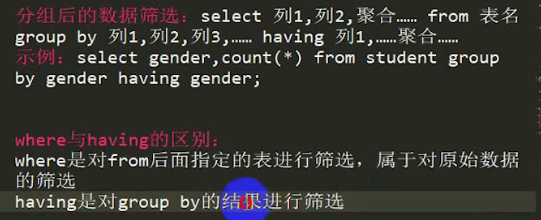 分组后的数据筛选：select 列1,列2,聚合…… from 表名
group by 列1,列2,列3,…… having 列1,……聚合……
示例：select gender,count(*) from student group
by gender having gender;
where与having的区别：
where是对from后面指定的表进行筛选，属于对原始数据
的筛选
having是对group by的结果进行筛选